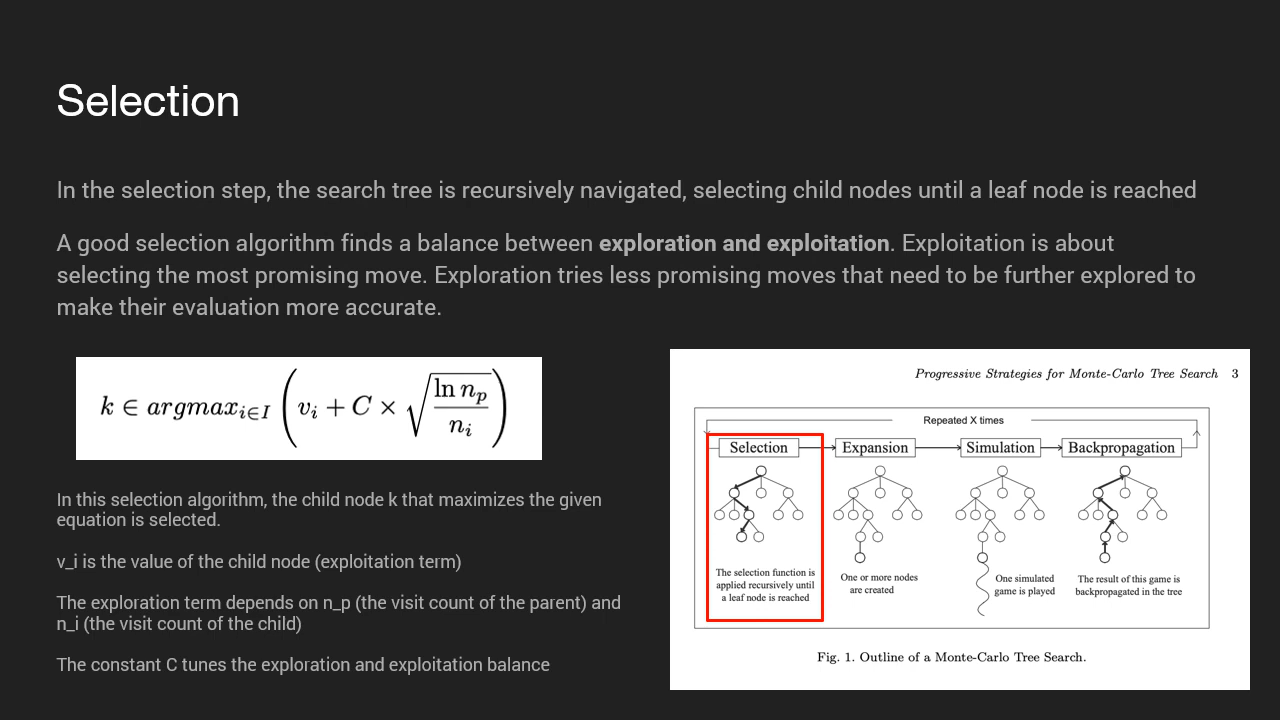 Selection
In the selection step, the search tree is recursively navigated, selecting child nodes until a leaf node is reached
A good selection algorithm finds a balance between exploration and exploitation. Exploitation is about
selecting the most promising move. Exploration tries less promising moves that need to be further explored to
make their evaluation more accurate.
k ∈ argmax_{i∈I} ( v_i + C × √(ln n_p / n_i) )
In this selection algorithm, the child node k that maximizes the given
equation is selected.
v_i is the value of the child node (exploitation term)
The exploration term depends on n_p (the visit count of the parent) and
n_i (the visit count of the child)
The constant C tunes the exploration and exploitation balance
Progressive Strategies for Monte-Carlo Tree Search 3
Repeated X times
Selection
Expansion
Simulation
Backpropagation
The selection function is
applied recursively until
a leaf node is reached
One or more nodes
are created
One simulated
game is played
The result of this game is
backpropagated in the tree
Fig. 1. Outline of a Monte-Carlo Tree Search.